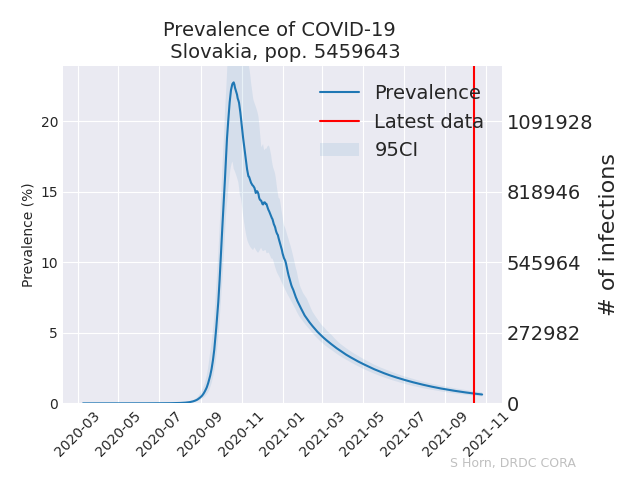 Prevalence of COVID-19
Slovakia, pop. 5459643
Prevalence
Latest data
95CI
Prevalence (%)
20
15
10
5
0
1091928
818946
545964
272982
0
# of infections
2020-03
2020-05
2020-07
2020-09
2020-11
2021-01
2021-03
2021-05
2021-07
2021-09
2021-11
S Horn, DRDC CORA